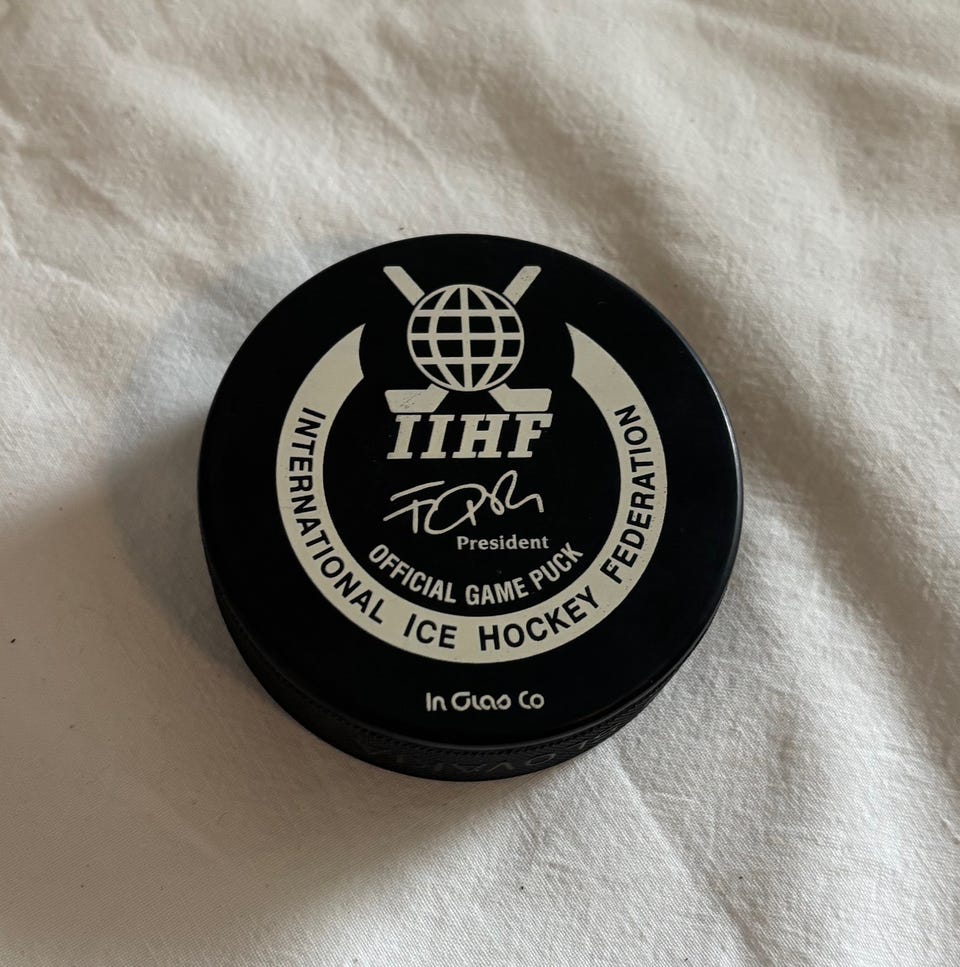 IIHF
President
OFFICIAL GAME PUCK
INTERNATIONAL ICE HOCKEY FEDERATION
In Glas Co